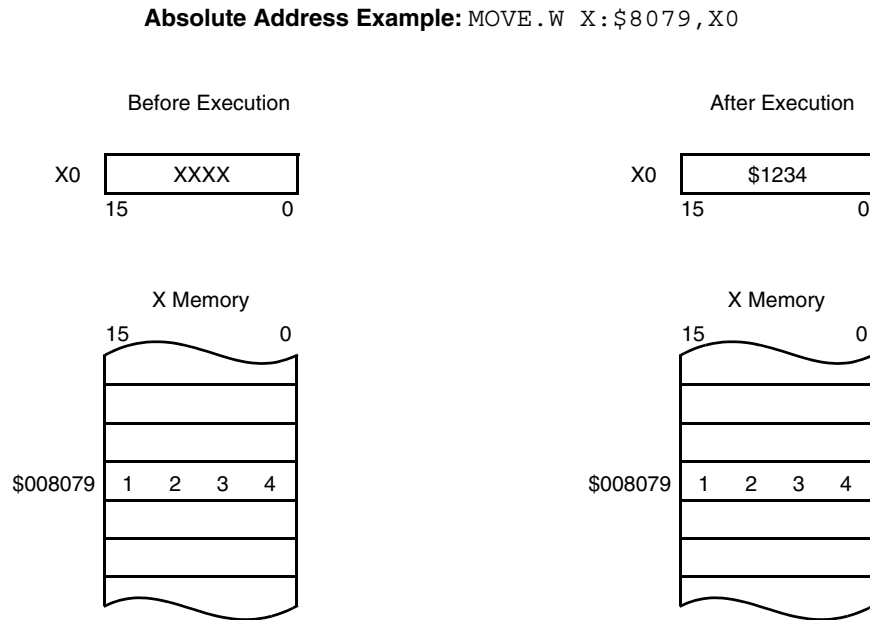 Absolute Address Example: MOVE.W X:$8079,X0
Before Execution
After Execution
X0 XXXX
X0 $1234
15 0
15 0
X Memory
X Memory
15 0
15 0
$008079 1 2 3 4
$008079 1 2 3 4